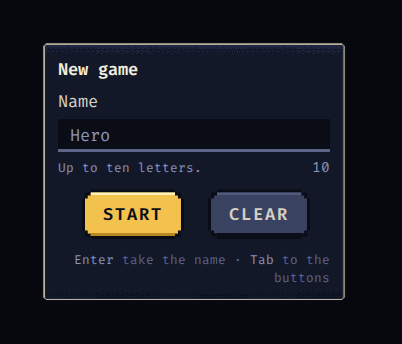 New game
Name
Hero
Up to ten letters. 10
START CLEAR
Enter take the name · Tab to the
buttons